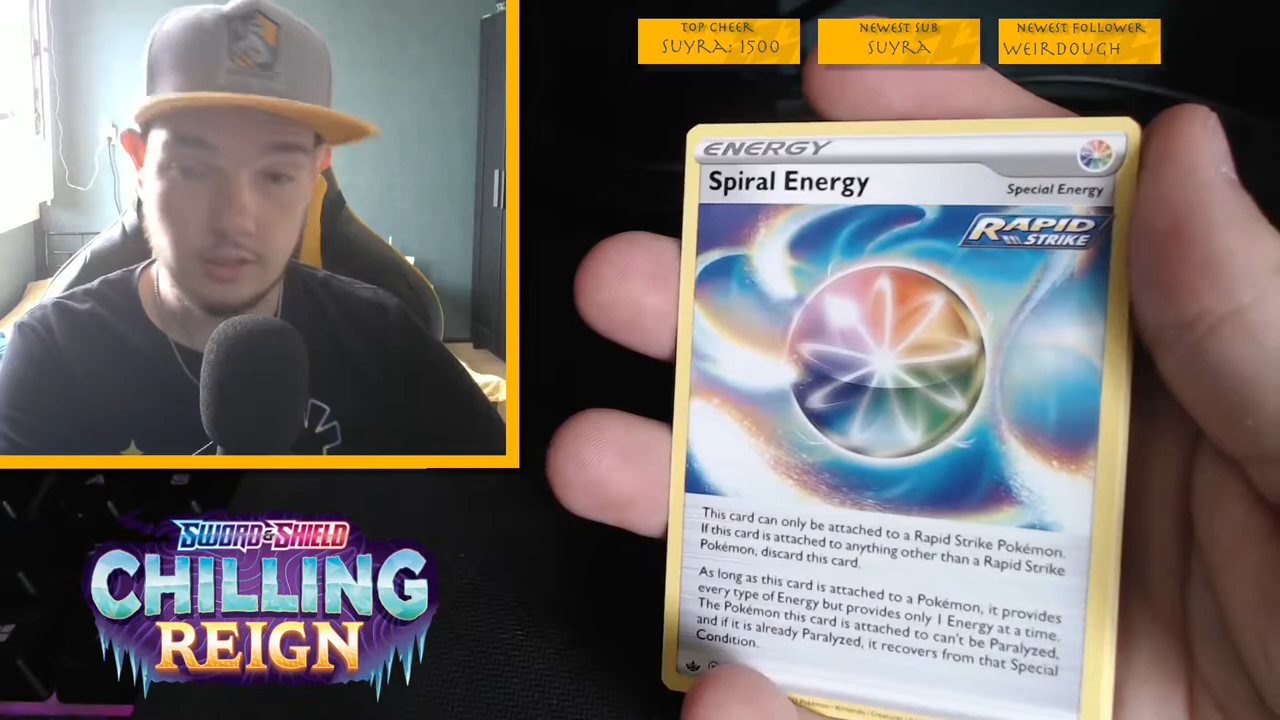 TOP CHEER
SUYRA: 1500
NEWEST SUB
SUYRA
NEWEST FOLLOWER
WEIRDOUGH
ENERGY
Spiral Energy
Special Energy
RAPID
STRIKE
This card can only be attached to a Rapid Strike Pokémon.
If this card is attached to anything other than a Rapid Strike
Pokémon, discard this card.
As long as this card is attached to a Pokémon, it provides
every type of Energy but provides only 1 Energy at a time.
The Pokémon this card is attached to can't be Paralyzed,
and if it is already Paralyzed, it recovers from that Special
Condition.
SWORD & SHIELD
CHILLING
REIGN